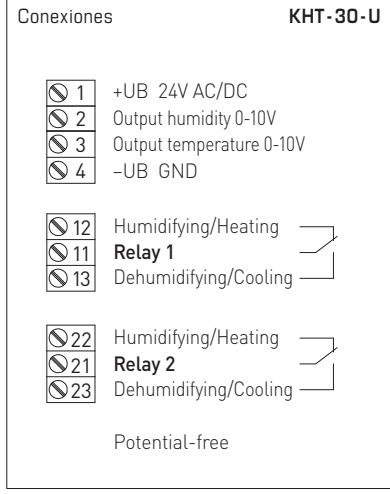 Conexiones KHT-30-U
1 +UB 24V AC/DC
2 Output humidity 0-10V
3 Output temperature 0-10V
4 –UB GND
12 Humidifying/Heating
11 Relay 1
13 Dehumidifying/Cooling
22 Humidifying/Heating
21 Relay 2
23 Dehumidifying/Cooling
Potential-free